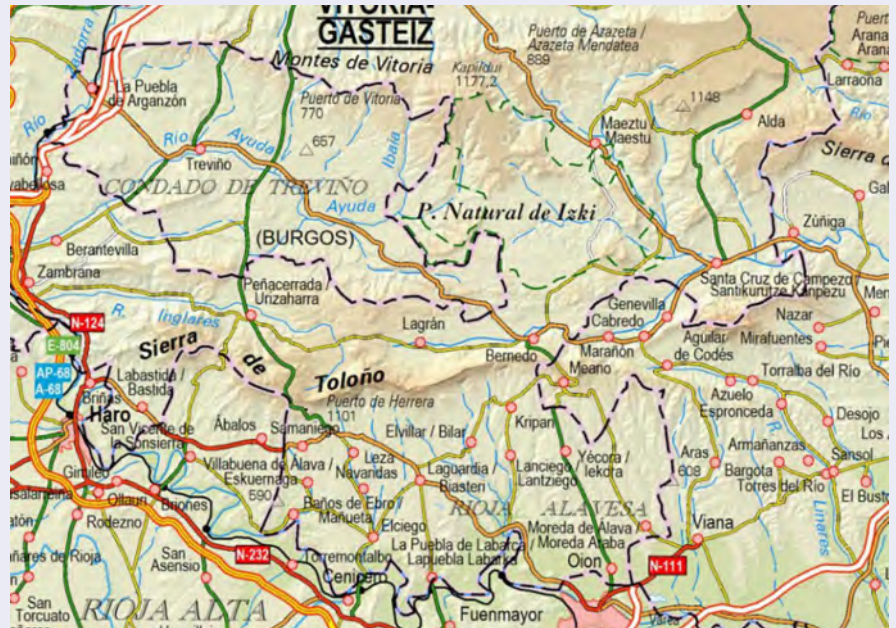 VITORIA-
GASTEIZ
Puerto de Azazeta /
Azazeta Mendatea
889
Arana
Larraona
Zadorra
Montes de Vitoria
Kapildui
1177,2
La Puebla
de Arganzón
Puerto de Vitoria
770
1148
Alda
Río
Río
Ayuda
657
Ibaia
Maeztu /
Maestu
Río
Treviño
Sierra d
CONDADO DE TREVIÑO
Ayuda
P. Natural de Izki
Zúñiga
(BURGOS)
Berantevilla
Zambrana
Peñacerrada /
Urizaharra
Santa Cruz de Campezo /
Santikurutze Kanpezu
Genevilla
Cabredo
Nazar
Mirafuentes
R.
Inglares
N-124
Lagrán
Bernedo
Marañón
Aguilar
de Codés
Meano
Torralba del Río
E-804
AP-68
A-68
Sierra
de
Toloño
Labastida /
Bastida
Briñas
Puerto de Herrera
1101
Azuelo
Espronceda
R.
Desojo
Los A
Haro
San Vicente de
la Sonsierra
Ábalos
Samaniego
Elvillar / Bilar
Kripan
Yécora /
Iekora
Aras
608
Armañanzas
Sansol
Villabuena de Álava /
Eskuernaga
590
Leza
Navaridas
Laguardia /
Biasteri
Lanciego /
Lantziego
Bargota
Torres del Río
El Busto
Gimileo
Ollauri
Briones
Rodezno
Baños de Ebro /
Mañueta
Elciego
RIOJA ALAVESA
Moreda de Álava /
Moreda Araba
Viana
Linares
N-232
La Puebla de Labarca /
Lapuebla Labarka
San
Asensio
Torremontalbo
Cenicero
Oion
N-111
San
Torcuato
RIOJA ALTA
Fuenmayor